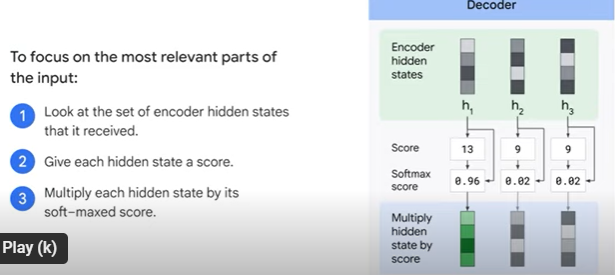 Decoder
To focus on the most relevant parts of
the input:
1 Look at the set of encoder hidden states
that it received.
2 Give each hidden state a score.
3 Multiply each hidden state by its
soft-maxed score.
Play (k)
Encoder
hidden
states
h₁ h₂ h₃
Score 13 9 9
Softmax
score 0.96 0.02 0.02
Multiply
hidden
state by
score